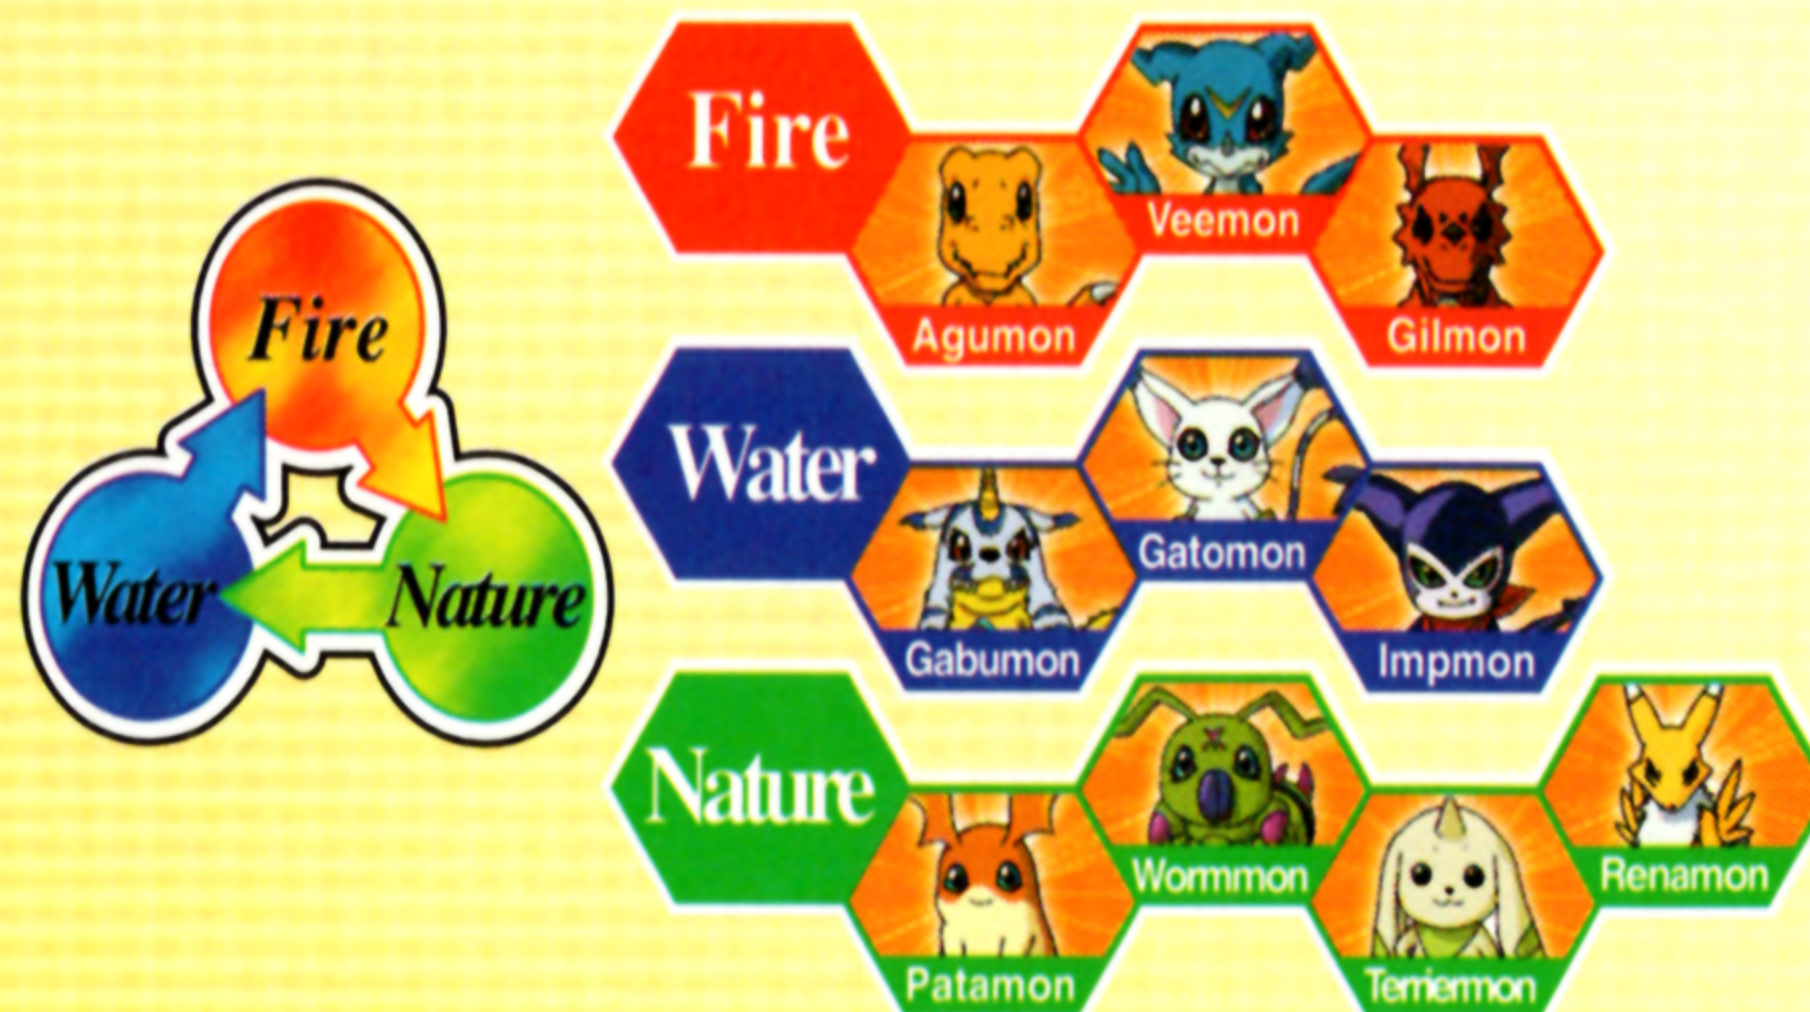 Fire
Water
Nature
Fire
Agumon
Veemon
Gilmon
Water
Gabumon
Gatomon
Impmon
Nature
Patamon
Wormmon
Terriermon
Renamon